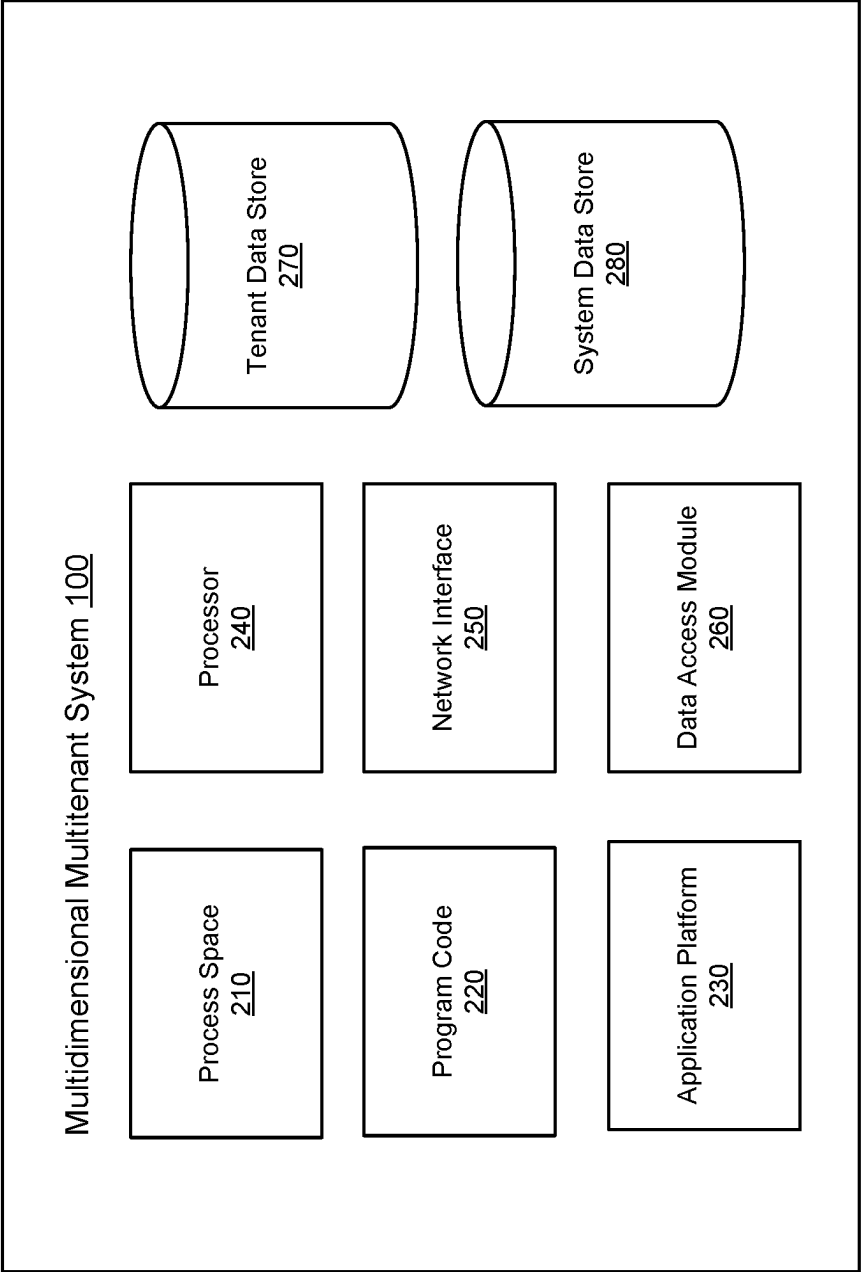 Multidimensional Multitenant System 100
Process Space
210
Processor
240
Tenant Data Store
270
Program Code
220
Network Interface
250
System Data Store
280
Application Platform
230
Data Access Module
260